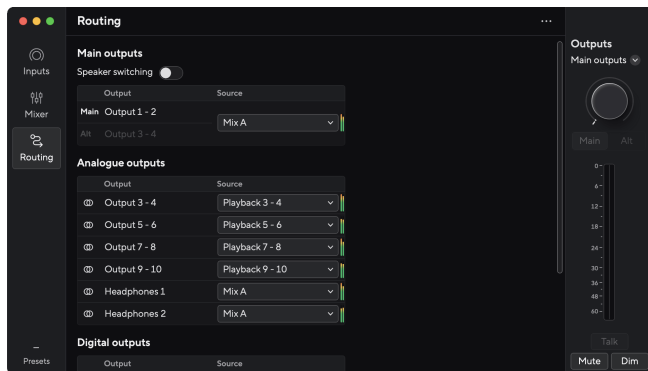 Routing
...
Inputs
Mixer
Routing
Presets
Main outputs
Speaker switching
Output Source
Main Output 1 - 2
Mix A
Alt Output 3 - 4
Analogue outputs
Output Source
Output 3 - 4 Playback 3 - 4
Output 5 - 6 Playback 5 - 6
Output 7 - 8 Playback 7 - 8
Output 9 - 10 Playback 9 - 10
Headphones 1 Mix A
Headphones 2 Mix A
Digital outputs
Output Source
Outputs
Main outputs
Main Alt
0
6
12
18
24
30
36
48
60
Talk
Mute Dim